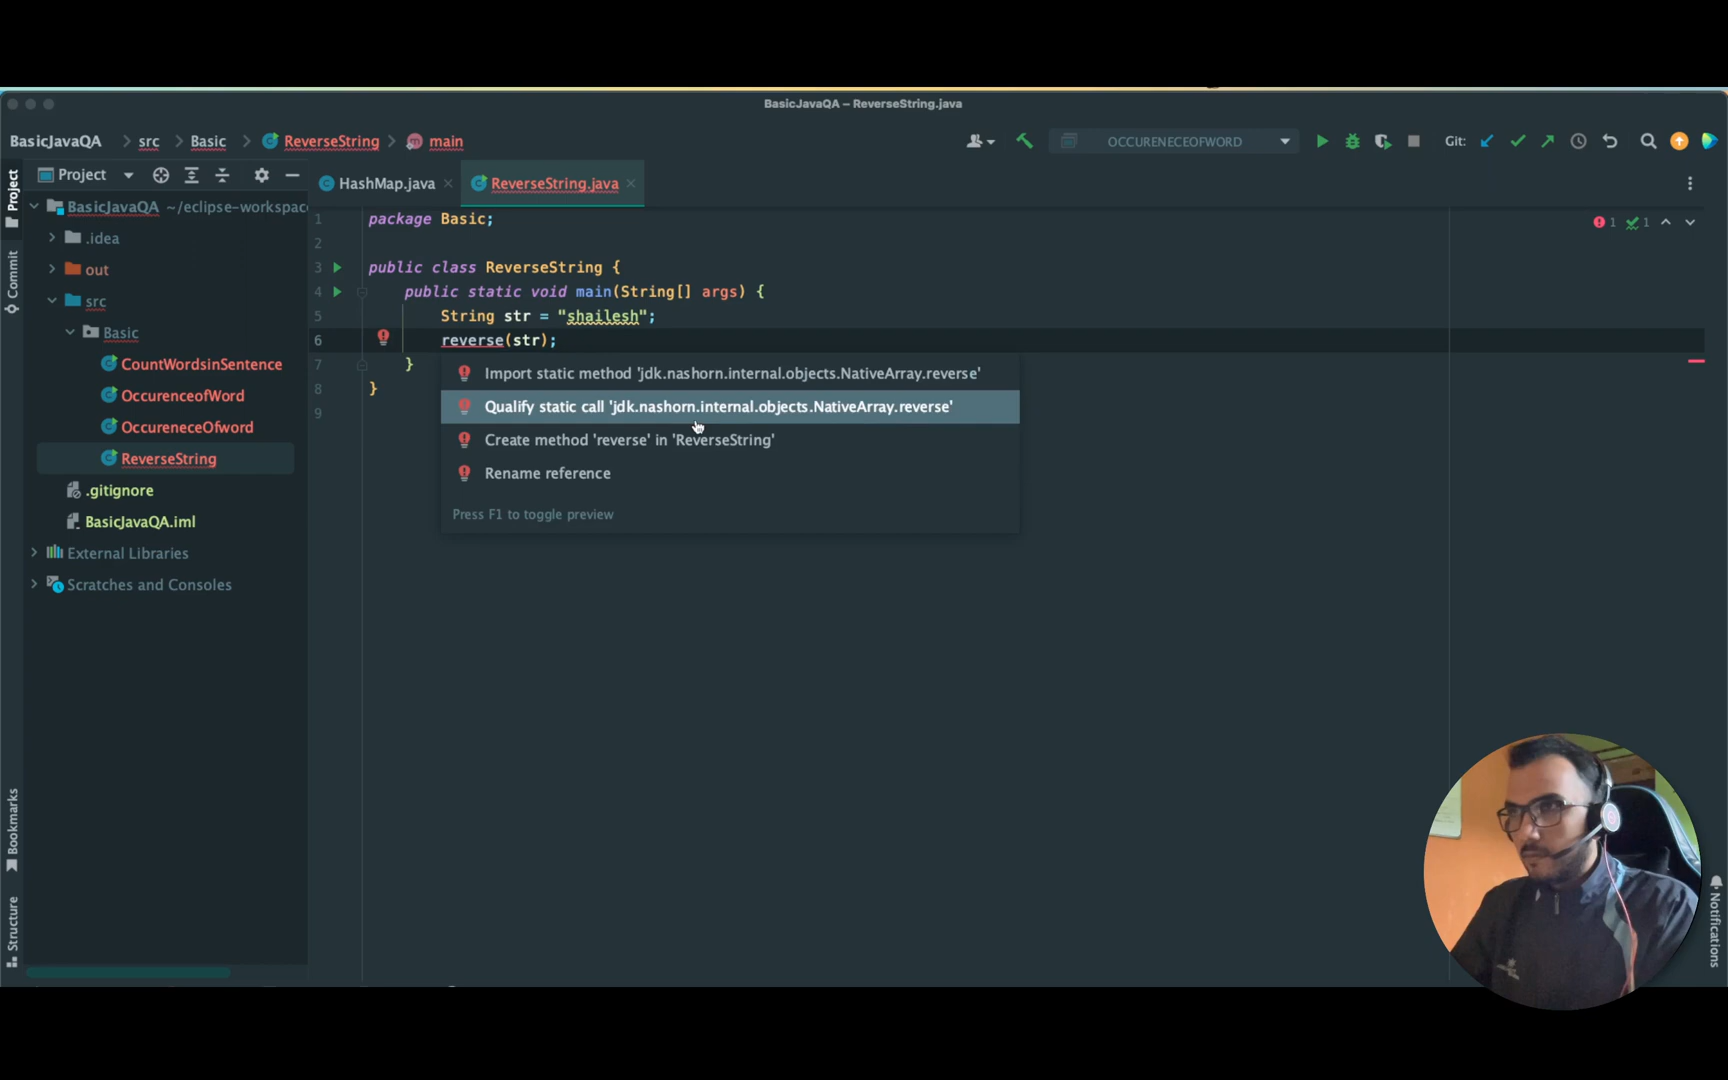 BasicJavaQA – ReverseString.java
BasicJavaQA > src > Basic > ReverseString > main
OCCURENECEOFWORD
Git:
Project
HashMap.java
ReverseString.java
Project
Commit
Bookmarks
Structure
Notifications
BasicJavaQA ~/eclipse-workspac
.idea
out
src
Basic
CountWordsinSentence
OccurenceofWord
OccureneceOfword
ReverseString
.gitignore
BasicJavaQA.iml
External Libraries
Scratches and Consoles
1 package Basic;
2
3 public class ReverseString {
4 public static void main(String[] args) {
5 String str = "shailesh";
6 reverse(str);
7 }
8 }
9
1 1
Import static method 'jdk.nashorn.internal.objects.NativeArray.reverse'
Qualify static call 'jdk.nashorn.internal.objects.NativeArray.reverse'
Create method 'reverse' in 'ReverseString'
Rename reference
Press F1 to toggle preview